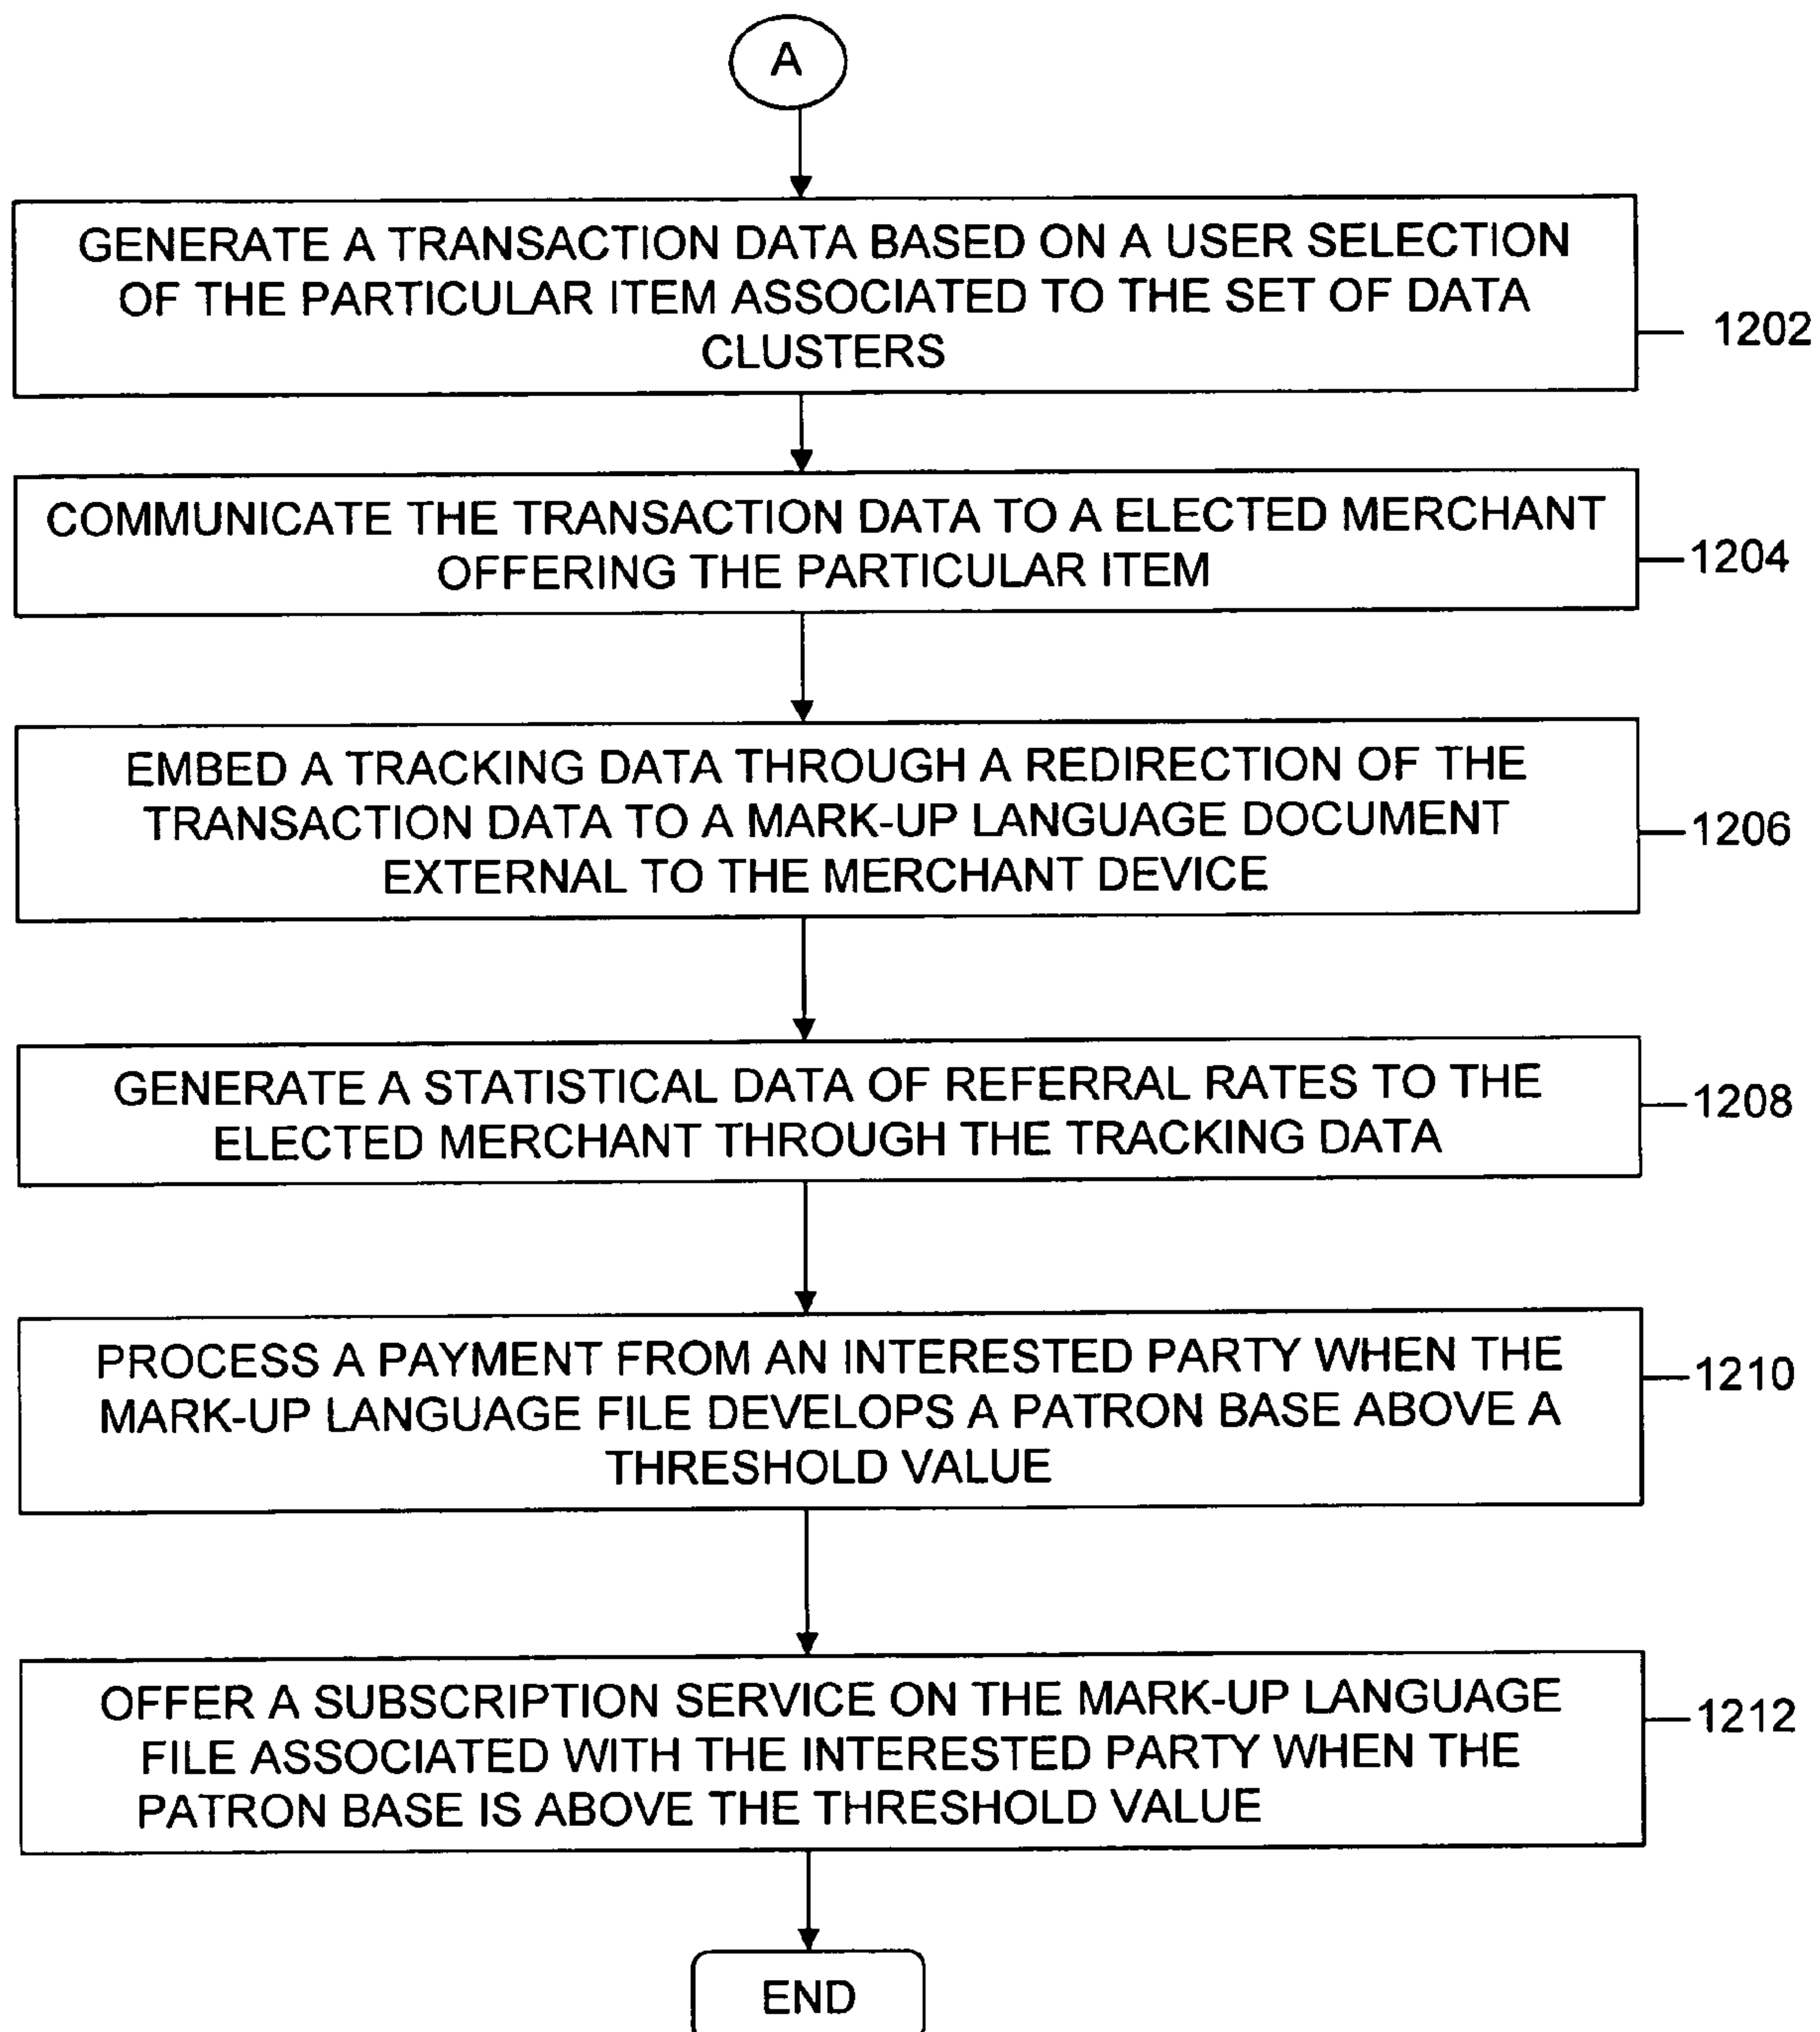 A
GENERATE A TRANSACTION DATA BASED ON A USER SELECTION
OF THE PARTICULAR ITEM ASSOCIATED TO THE SET OF DATA
CLUSTERS
1202
COMMUNICATE THE TRANSACTION DATA TO A ELECTED MERCHANT
OFFERING THE PARTICULAR ITEM
1204
EMBED A TRACKING DATA THROUGH A REDIRECTION OF THE
TRANSACTION DATA TO A MARK-UP LANGUAGE DOCUMENT
EXTERNAL TO THE MERCHANT DEVICE
1206
GENERATE A STATISTICAL DATA OF REFERRAL RATES TO THE
ELECTED MERCHANT THROUGH THE TRACKING DATA
1208
PROCESS A PAYMENT FROM AN INTERESTED PARTY WHEN THE
MARK-UP LANGUAGE FILE DEVELOPS A PATRON BASE ABOVE A
THRESHOLD VALUE
1210
OFFER A SUBSCRIPTION SERVICE ON THE MARK-UP LANGUAGE
FILE ASSOCIATED WITH THE INTERESTED PARTY WHEN THE
PATRON BASE IS ABOVE THE THRESHOLD VALUE
1212
END